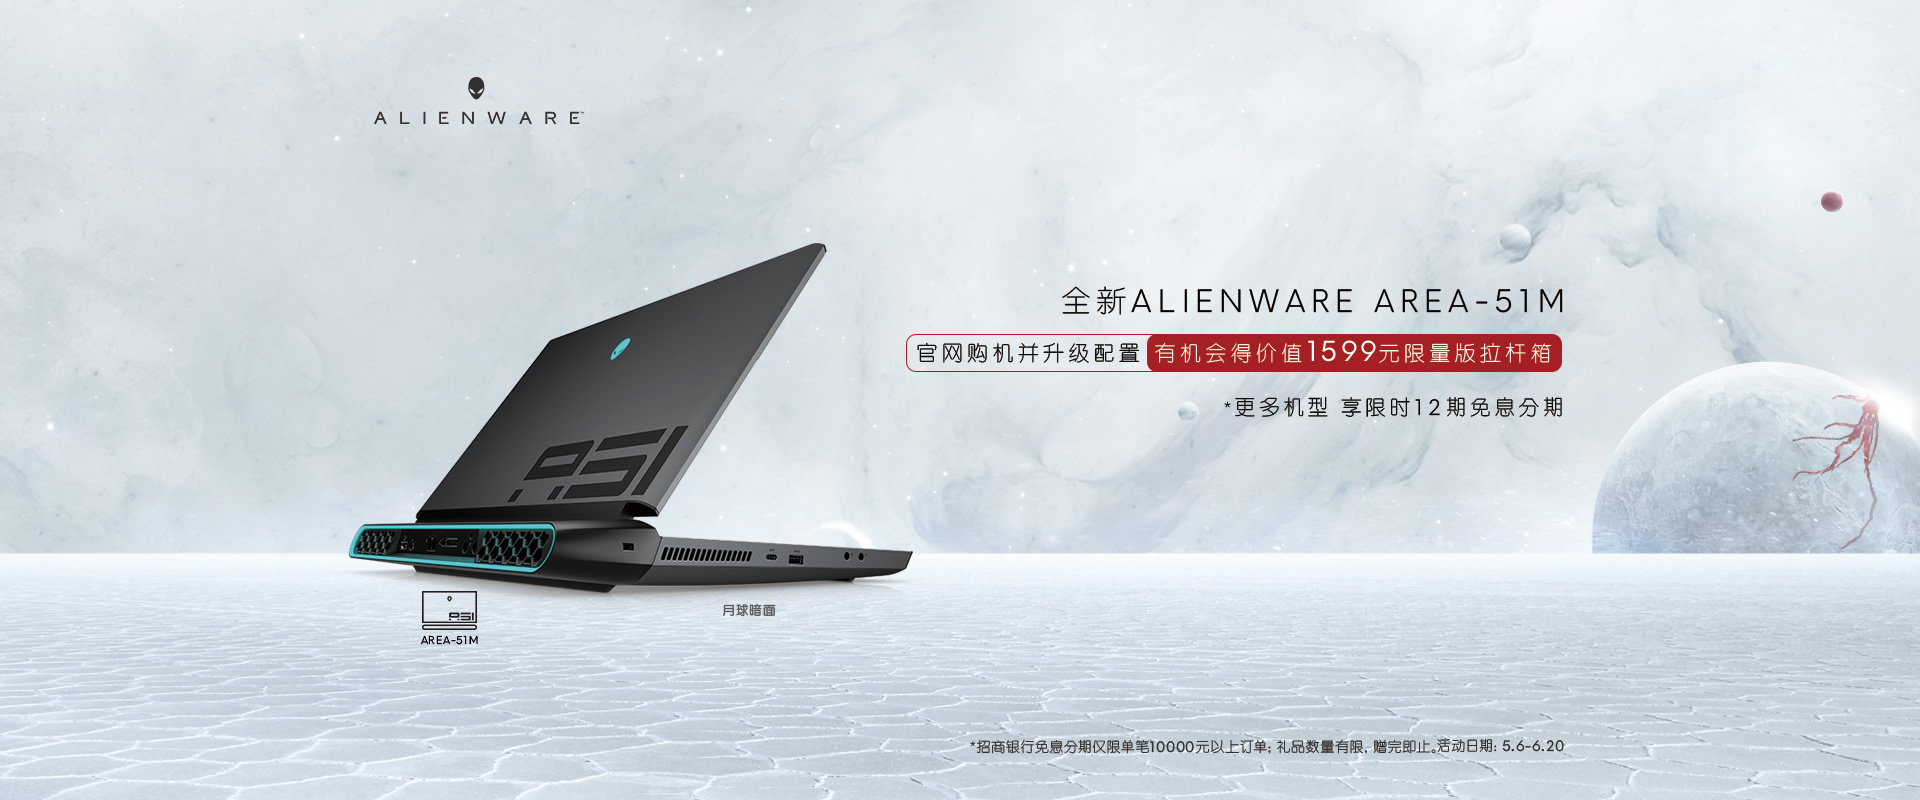 ALIENWARE
全新ALIENWARE AREA-51M
官网购机并升级配置 有机会得价值1599元限量版拉杆箱
*更多机型 享限时12期免息分期
A51
A51
AREA-51M
月球暗面
*招商银行免息分期仅限单笔10000元以上订单; 礼品数量有限, 赠完即止。活动日期: 5.6-6.20